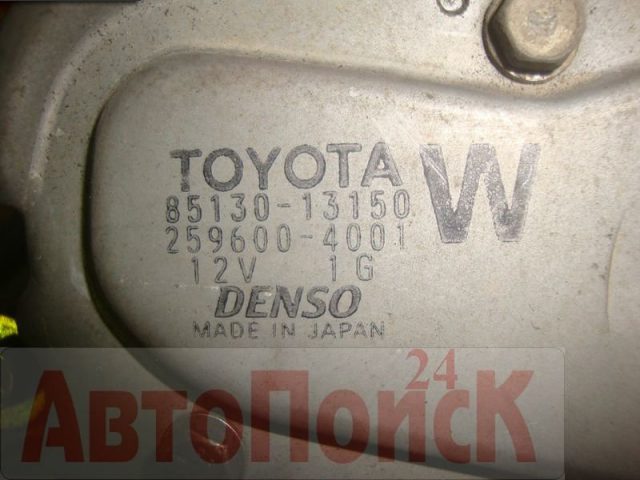 TOYOTA W
85130-13150
259600-4001
12V 1G
DENSO
MADE IN JAPAN
АвтоПоиск 24